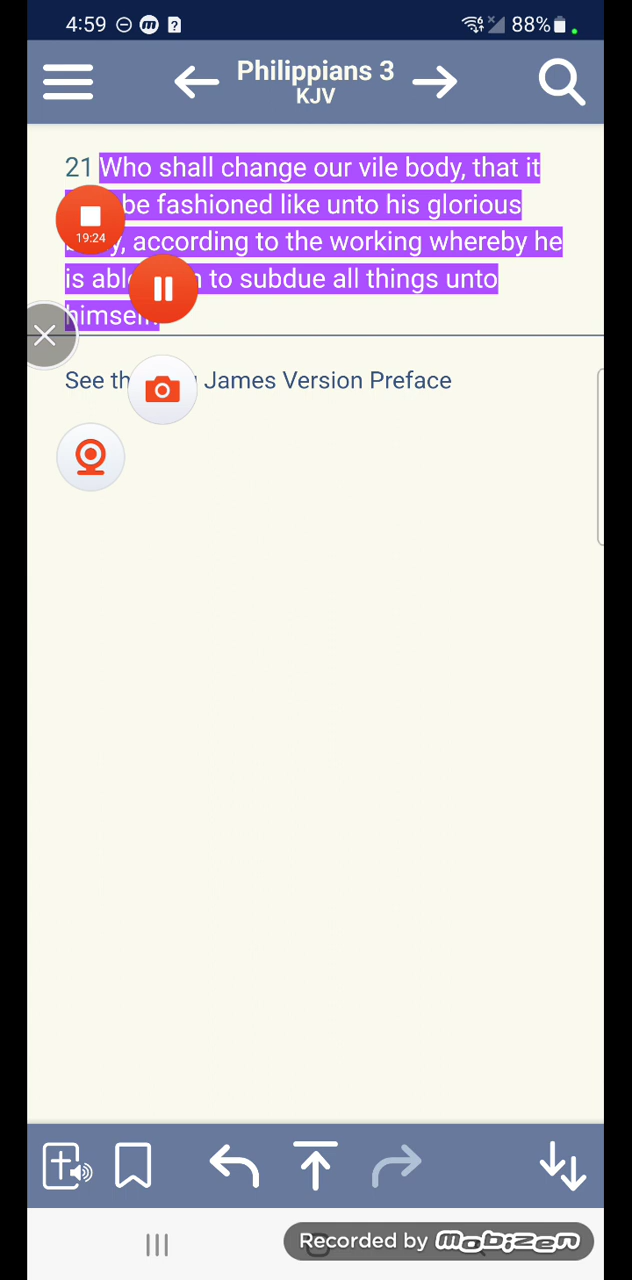 4:59 m ? 6 88%
Philippians 3
KJV
21 Who shall change our vile body, that it
be fashioned like unto his glorious
19:24
y, according to the working whereby he
is abl to subdue all things unto
himsel
See th James Version Preface
Recorded by mobizen